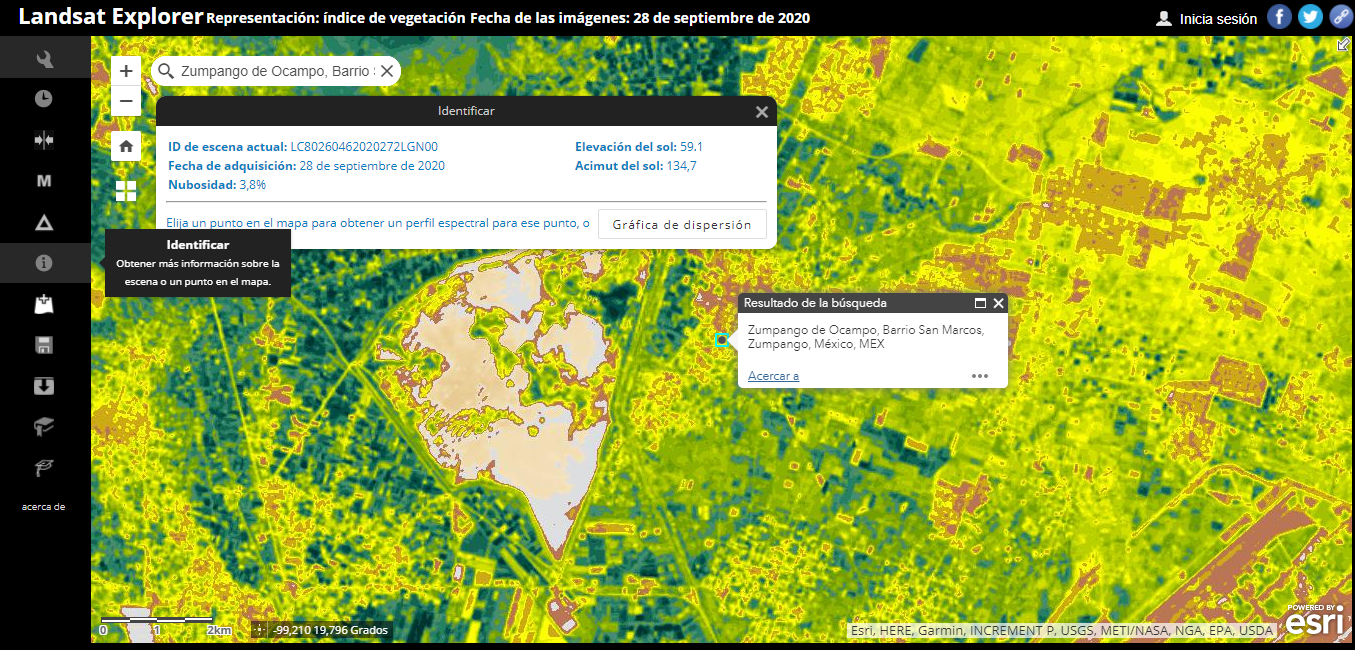 Landsat Explorer Representación: índice de vegetación Fecha de las imágenes: 28 de septiembre de 2020
Inicia sesión
Zumpango de Ocampo, Barrio
Identificar
ID de escena actual: LC80260462020272LGN00
Elevación del sol: 59.1
Fecha de adquisición: 28 de septiembre de 2020
Acimut del sol: 134,7
Nubosidad: 3,8%
Elija un punto en el mapa para obtener un perfil espectral para ese punto, o
Gráfica de dispersión
M
Identificar
Obtener más información sobre la
escena o un punto en el mapa.
Resultado de la búsqueda
Zumpango de Ocampo, Barrio San Marcos,
Zumpango, México, MEX
Acercar a
acerca de
0 1 2km
-99,210 19,796 Grados
Esri, HERE, Garmin, INCREMENT P, USGS, METI/NASA, NGA, EPA, USDA
POWERED BY
esri